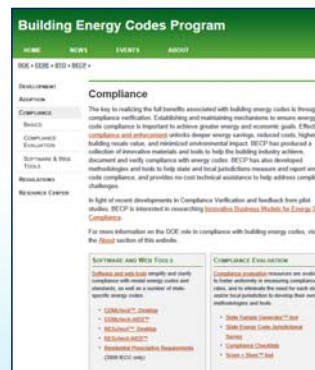 Building Energy Codes Program
HOME NEWS EVENTS ABOUT
DOE » EERE » BTO » BECP »
DEVELOPMENT
ADOPTION
COMPLIANCE
BASICS
COMPLIANCE
EVALUATION
SOFTWARE & WEB
TOOLS
REGULATIONS
RESOURCE CENTER
Compliance
The key to realizing the full benefits associated with building energy codes is through
compliance verification. Establishing and maintaining mechanisms to ensure energy
code compliance is important to achieve greater energy and economic goals. Effect
compliance and enforcement unlocks deeper energy savings, reduced costs, higher
building resale value, and minimized environmental impact. BECP has produced a
collection of innovative materials and tools to help the building industry achieve,
document and verify compliance with energy codes. BECP has also developed
methodologies and tools to help state and local jurisdictions measure and report
code compliance, and provides no-cost technical assistance to help address
challenges.
In light of recent developments in Compliance Verification and feedback from pilot
studies, BECP is interested in researching Innovative Business Models for Energy
Compliance.
For more information on the DOE role in compliance with building energy codes,
the About section of this website.
SOFTWARE AND WEB TOOLS
Software and web tools simplify and clarify
compliance with model energy codes and
standards, as well as a number of state-
specific energy codes.
• COMcheck™ Desktop
• COMcheck-WEB™
• REScheck™ Desktop
• REScheck-WEB™
• Residential Prescriptive Requirements
(2009 IECC only)
COMPLIANCE EVALUATION
Compliance evaluation resources are
to foster uniformity in measuring compliance
rates, and to eliminate the need for each
and/or local jurisdiction to develop their own
methodologies and tools
• State Sample Generator™ tool
• State Energy Code Jurisdictional
Survey
• Compliance Checklists
• Score + Store™ tool